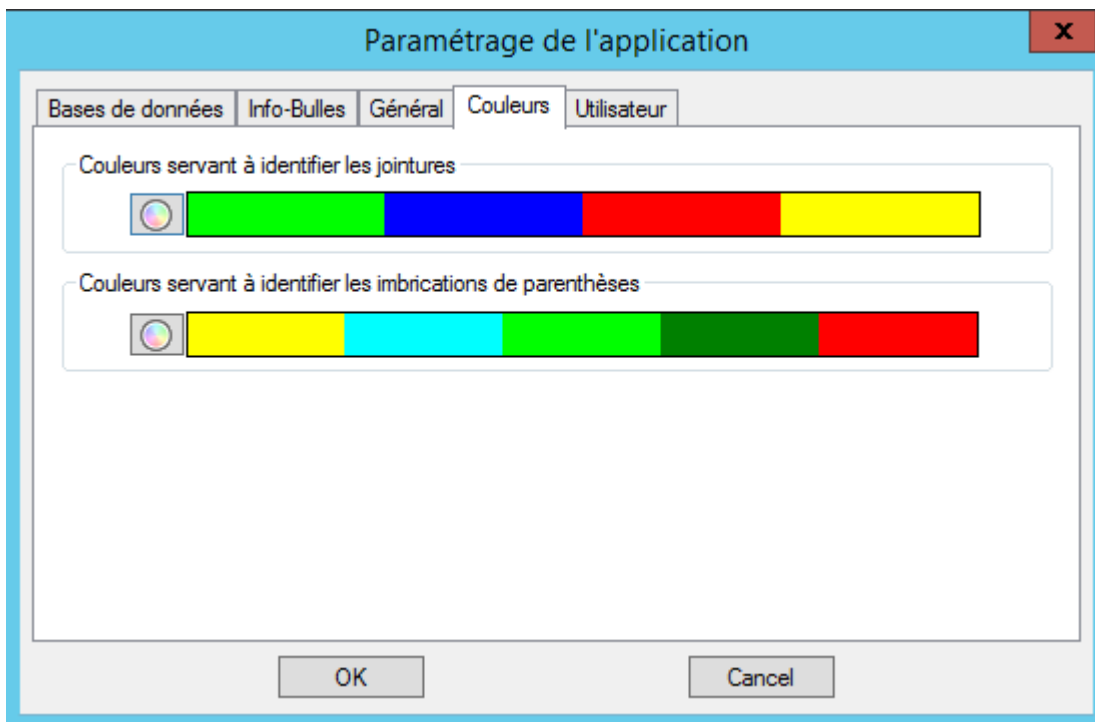 Paramétrage de l'application
x
Bases de données Info-Bulles Général Couleurs Utilisateur
Couleurs servant à identifier les jointures
Couleurs servant à identifier les imbrications de parenthèses
OK Cancel